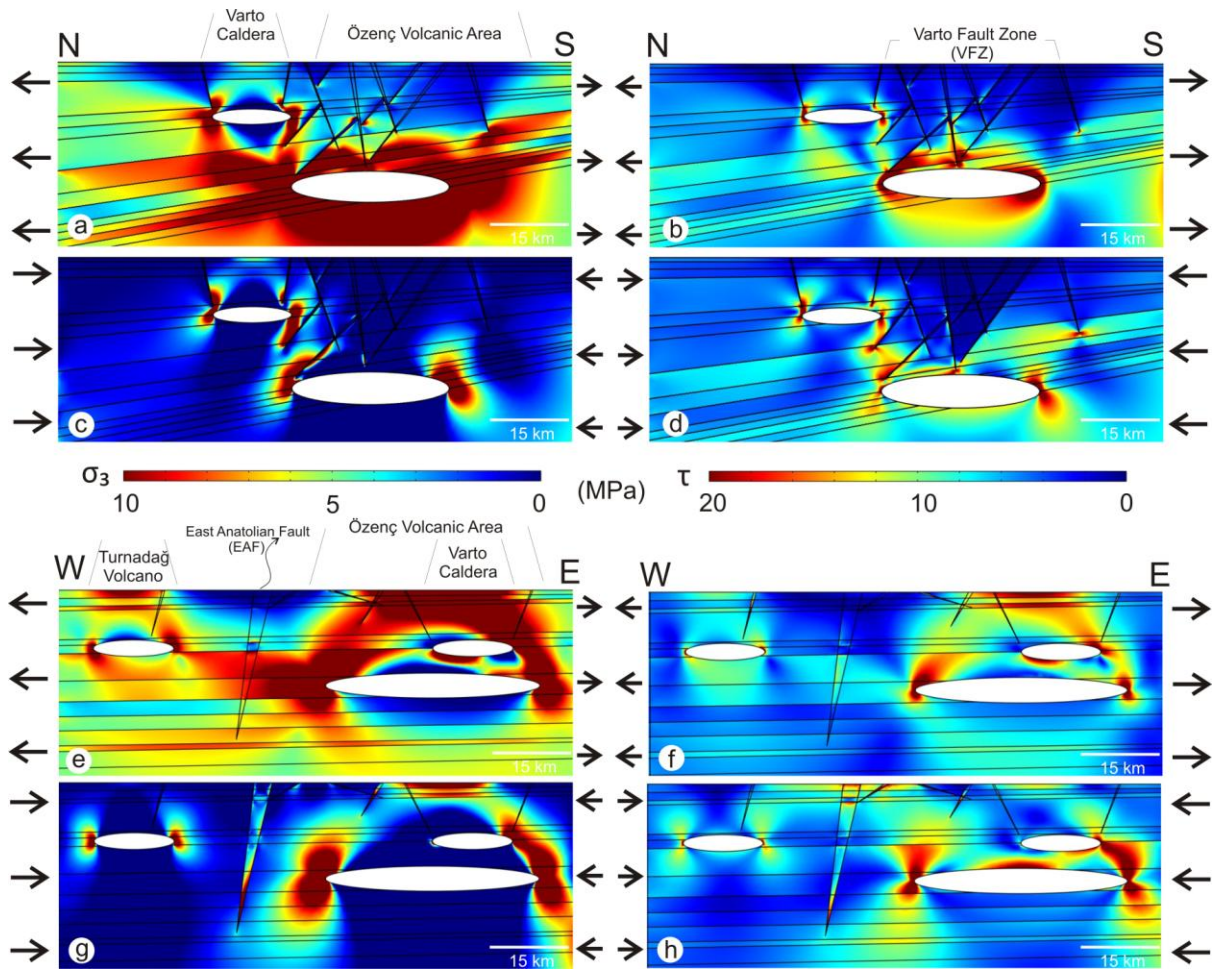 Varto
Caldera
Özenç Volcanic Area
N
S
a
15 km
Varto Fault Zone
(VFZ)
N
S
b
15 km
c
15 km
d
15 km
σ3
10
5
0
(MPa)
τ
20
10
0
East Anatolian Fault
(EAF)
Özenç Volcanic Area
Turnadağ
Volcano
Varto
Caldera
W
E
e
15 km
W
E
f
15 km
g
15 km
h
15 km